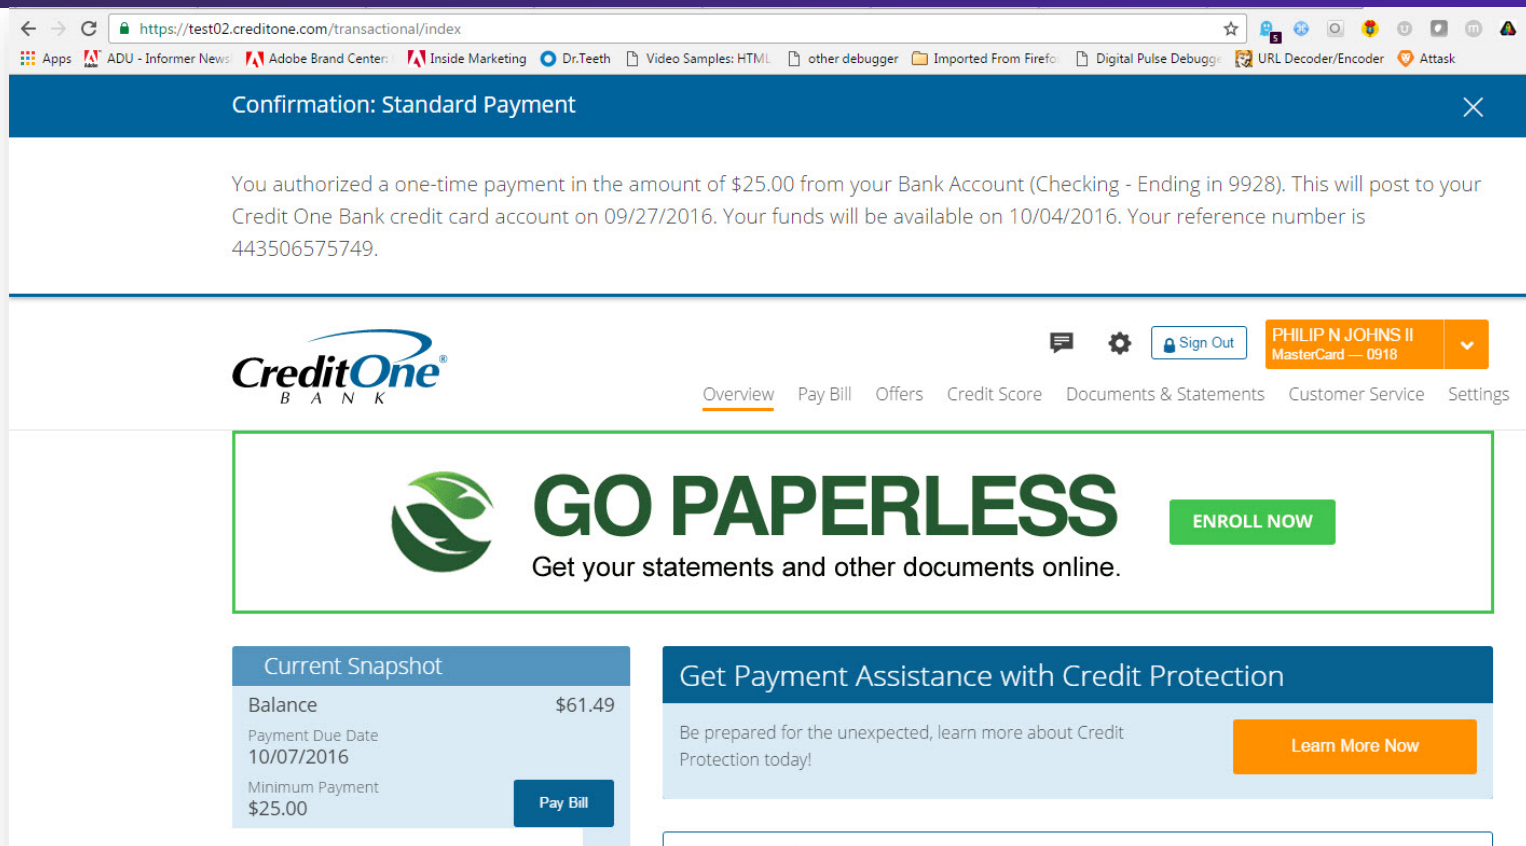 https://test02.creditone.com/transactional/index
5
Apps ADU - Informer News Adobe Brand Center: Inside Marketing Dr.Teeth Video Samples: HTML other debugger Imported From Firefo Digital Pulse Debugge URL Decoder/Encoder Attask
Confirmation: Standard Payment
You authorized a one-time payment in the amount of $25.00 from your Bank Account (Checking - Ending in 9928). This will post to your
Credit One Bank credit card account on 09/27/2016. Your funds will be available on 10/04/2016. Your reference number is
443506575749.
CreditOne®
BANK
Sign Out
PHILIP N JOHNS II
MasterCard — 0918
Overview Pay Bill Offers Credit Score Documents & Statements Customer Service Settings
GO PAPERLESS
Get your statements and other documents online.
ENROLL NOW
Current Snapshot
Balance $61.49
Payment Due Date
10/07/2016
Minimum Payment
$25.00
Pay Bill
Get Payment Assistance with Credit Protection
Be prepared for the unexpected, learn more about Credit
Protection today!
Learn More Now